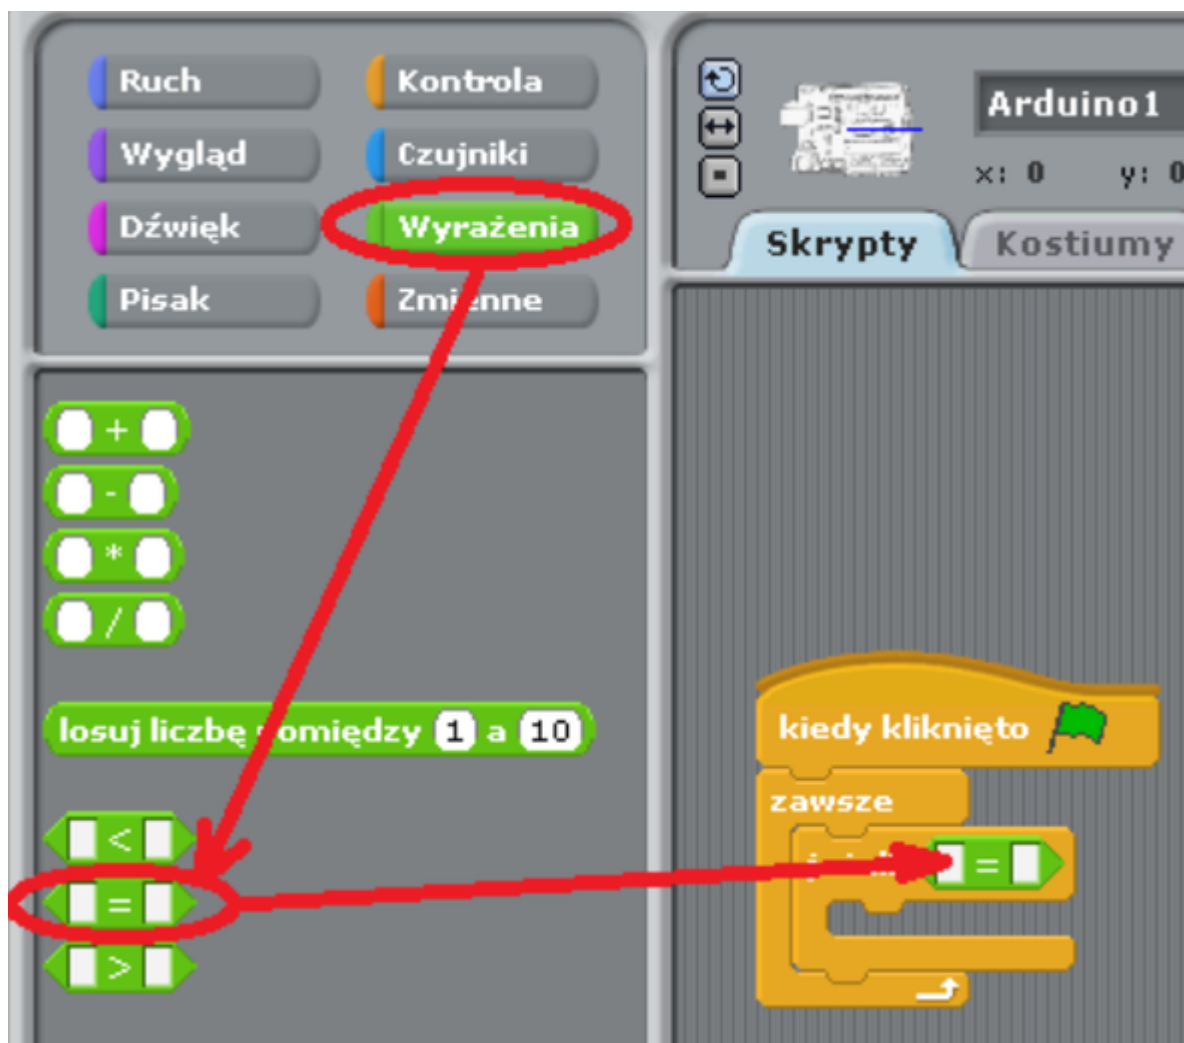 Ruch
Kontrola
Wygląd
Czujniki
Dźwięk
Wyrażenia
Pisak
Zmienne
+
-
*
/
losuj liczbę pomiędzy 1 a 10
<
=
>
Arduino1
x: 0 y: 0
Skrypty
Kostiumy
kiedy kliknięto
zawsze
=